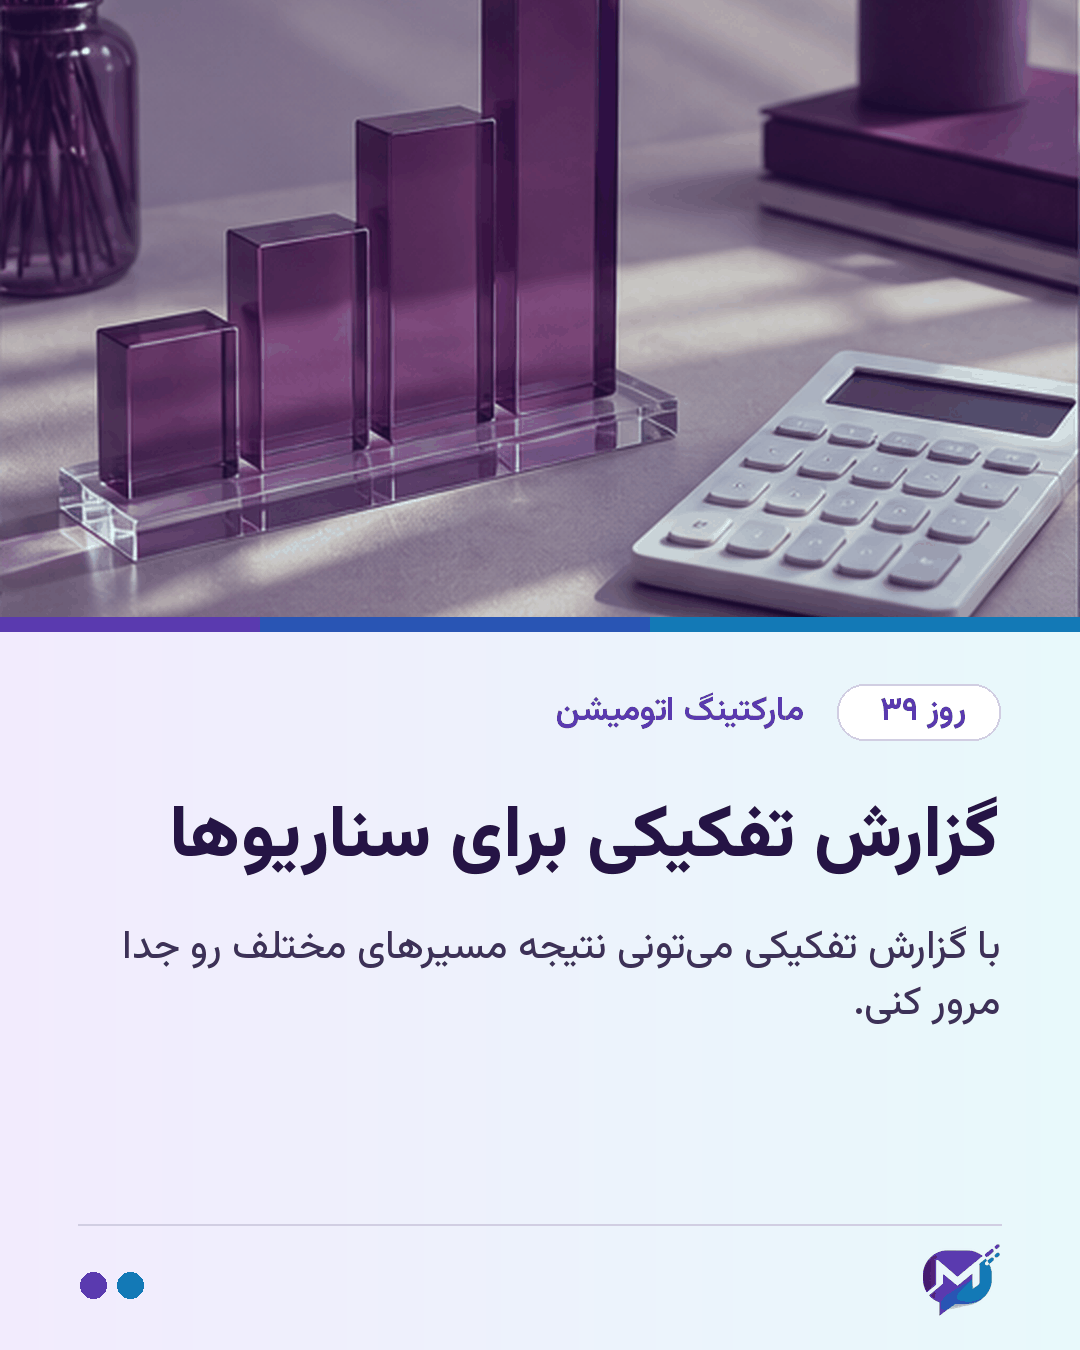 روز ۳۹
مارکتینگ اتومیشن
گزارش تفکیکی برای سناریوها
با گزارش تفکیکی می‌تونی نتیجه مسیرهای مختلف رو جدا
مرور کنی.